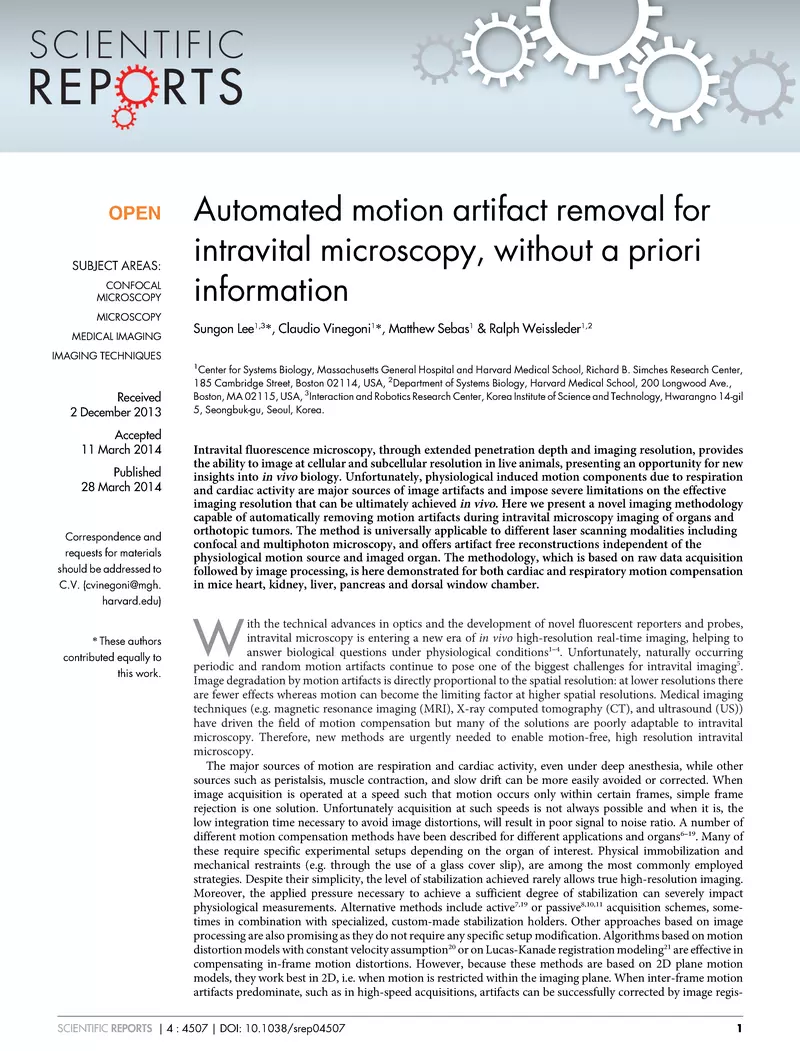 SCIENTIFIC
REPORTS
OPEN
SUBJECT AREAS:
CONFOCAL
MICROSCOPY
MICROSCOPY
MEDICAL IMAGING
IMAGING TECHNIQUES
Received
2 December 2013
Accepted
11 March 2014
Published
28 March 2014
Correspondence and
requests for materials
should be addressed to
C.V. (cvinegoni@mgh.
harvard.edu)
* These authors
contributed equally to
this work.
Automated motion artifact removal for
intravital microscopy, without a priori
information
Sungon Lee1,3*, Claudio Vinegoni1*, Matthew Sebas1 & Ralph Weissleder1,2
1Center for Systems Biology, Massachusetts General Hospital and Harvard Medical School, Richard B. Simches Research Center,
185 Cambridge Street, Boston 02114, USA, 2Department of Systems Biology, Harvard Medical School, 200 Longwood Ave.,
Boston, MA 02115, USA, 3Interaction and Robotics Research Center, Korea Institute of Science and Technology, Hwarangno 14-gil
5, Seongbuk-gu, Seoul, Korea.
Intravital fluorescence microscopy, through extended penetration depth and imaging resolution, provides
the ability to image at cellular and subcellular resolution in live animals, presenting an opportunity for new
insights into in vivo biology. Unfortunately, physiological induced motion components due to respiration
and cardiac activity are major sources of image artifacts and impose severe limitations on the effective
imaging resolution that can be ultimately achieved in vivo. Here we present a novel imaging methodology
capable of automatically removing motion artifacts during intravital microscopy imaging of organs and
orthotopic tumors. The method is universally applicable to different laser scanning modalities including
confocal and multiphoton microscopy, and offers artifact free reconstructions independent of the
physiological motion source and imaged organ. The methodology, which is based on raw data acquisition
followed by image processing, is here demonstrated for both cardiac and respiratory motion compensation
in mice heart, kidney, liver, pancreas and dorsal window chamber.
With the technical advances in optics and the development of novel fluorescent reporters and probes,
intravital microscopy is entering a new era of in vivo high-resolution real-time imaging, helping to
answer biological questions under physiological conditions1–4. Unfortunately, naturally occurring
periodic and random motion artifacts continue to pose one of the biggest challenges for intravital imaging5.
Image degradation by motion artifacts is directly proportional to the spatial resolution: at lower resolutions there
are fewer effects whereas motion can become the limiting factor at higher spatial resolutions. Medical imaging
techniques (e.g. magnetic resonance imaging (MRI), X-ray computed tomography (CT), and ultrasound (US))
have driven the field of motion compensation but many of the solutions are poorly adaptable to intravital
microscopy. Therefore, new methods are urgently needed to enable motion-free, high resolution intravital
microscopy.
The major sources of motion are respiration and cardiac activity, even under deep anesthesia, while other
sources such as peristalsis, muscle contraction, and slow drift can be more easily avoided or corrected. When
image acquisition is operated at a speed such that motion occurs only within certain frames, simple frame
rejection is one solution. Unfortunately acquisition at such speeds is not always possible and when it is, the
low integration time necessary to avoid image distortions, will result in poor signal to noise ratio. A number of
different motion compensation methods have been described for different applications and organs6–19. Many of
these require specific experimental setups depending on the organ of interest. Physical immobilization and
mechanical restraints (e.g. through the use of a glass cover slip), are among the most commonly employed
strategies. Despite their simplicity, the level of stabilization achieved rarely allows true high-resolution imaging.
Moreover, the applied pressure necessary to achieve a sufficient degree of stabilization can severely impact
physiological measurements. Alternative methods include active7,19 or passive8,10,11 acquisition schemes, some-
times in combination with specialized, custom-made stabilization holders. Other approaches based on image
processing are also promising as they do not require any specific setup modification. Algorithms based on motion
distortion models with constant velocity assumption20 or on Lucas-Kanade registration modeling21 are effective in
compensating in-frame motion distortions. However, because these methods are based on 2D plane motion
models, they work best in 2D, i.e. when motion is restricted within the imaging plane. When inter-frame motion
artifacts predominate, such as in high-speed acquisitions, artifacts can be successfully corrected by image regis-
SCIENTIFIC REPORTS | 4 : 4507 | DOI: 10.1038/srep04507
1